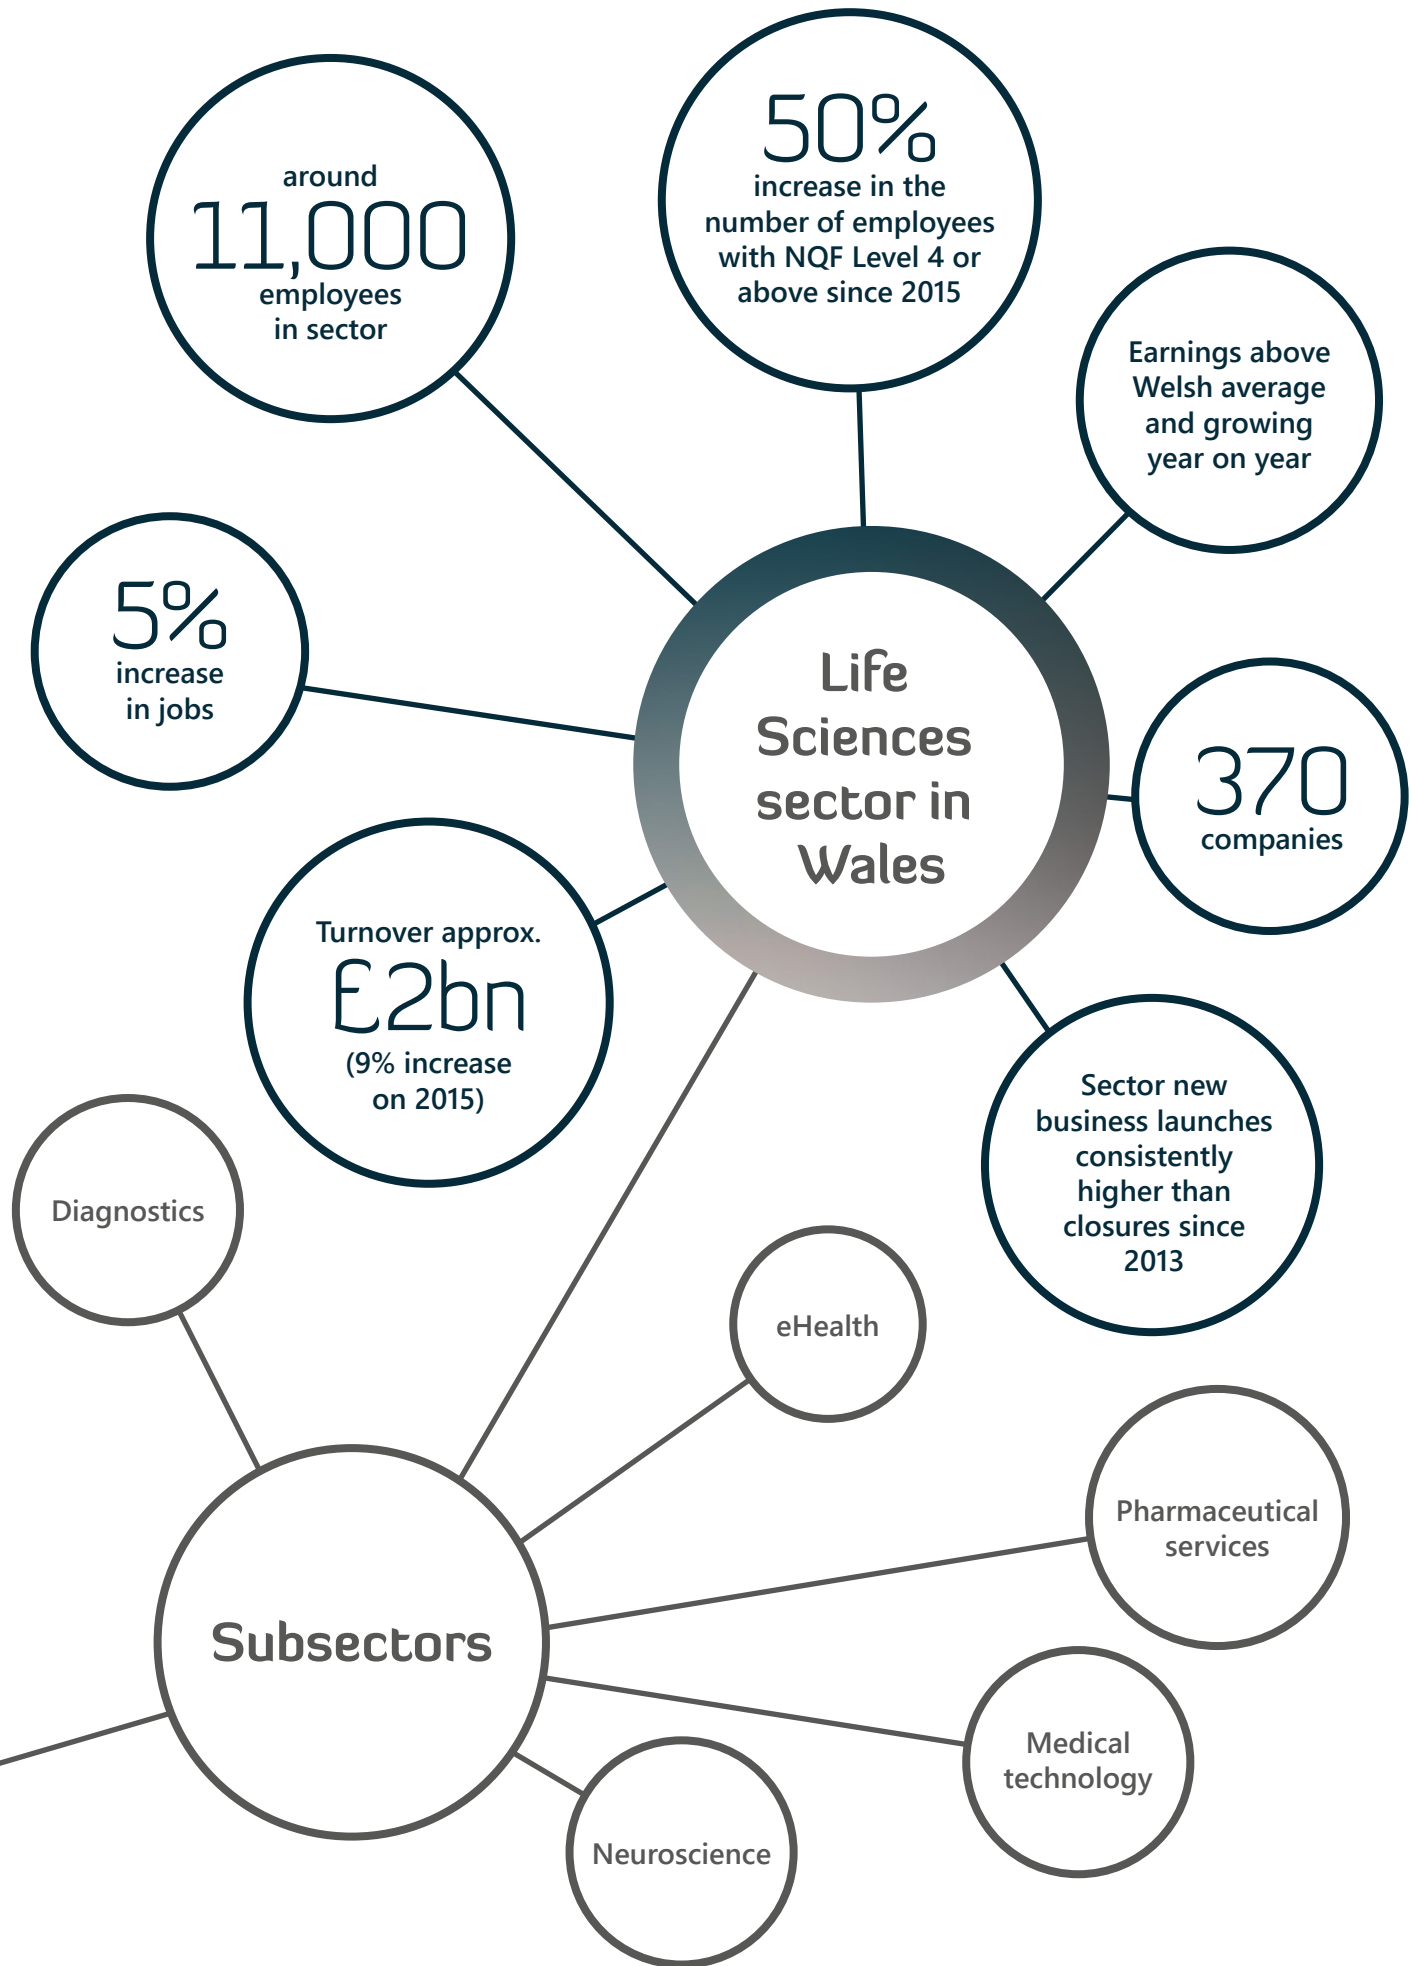 50%
increase in the
number of employees
with NQF Level 4 or
above since 2015
around
11,000
employees
in sector
Earnings above
Welsh average
and growing
year on year
5%
increase
in jobs
Life
Sciences
sector in
Wales
370
companies
Turnover approx.
£2bn
(9% increase
on 2015)
Sector new
business launches
consistently
higher than
closures since
2013
Diagnostics
eHealth
Pharmaceutical
services
Subsectors
Medical
technology
Neuroscience